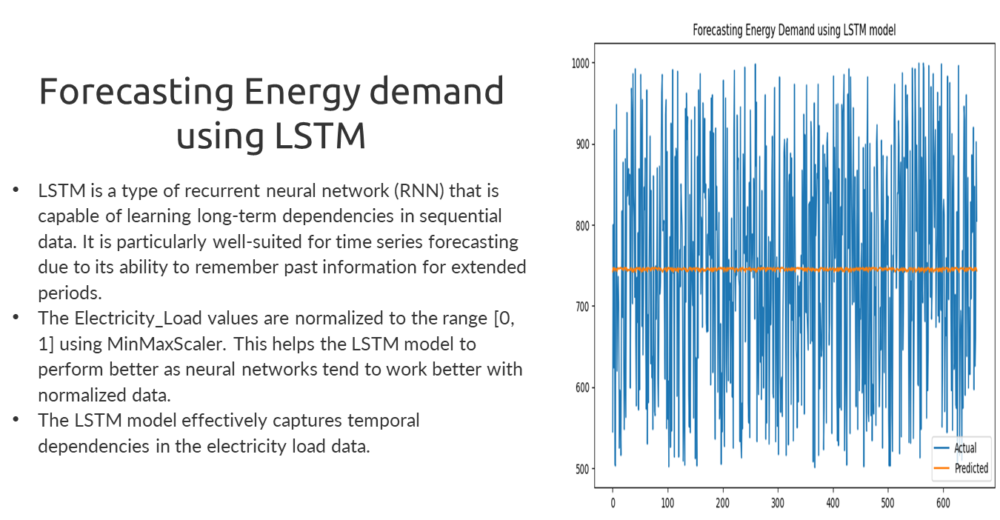 Forecasting Energy demand
using LSTM
• LSTM is a type of recurrent neural network (RNN) that is
capable of learning long-term dependencies in sequential
data. It is particularly well-suited for time series forecasting
due to its ability to remember past information for extended
periods.
• The Electricity_Load values are normalized to the range [0,
1] using MinMaxScaler. This helps the LSTM model to
perform better as neural networks tend to work better with
normalized data.
• The LSTM model effectively captures temporal
dependencies in the electricity load data.
Forecasting Energy Demand using LSTM model
1000
900
800
700
600
500
0 100 200 300 400 500 600
Actual
Predicted